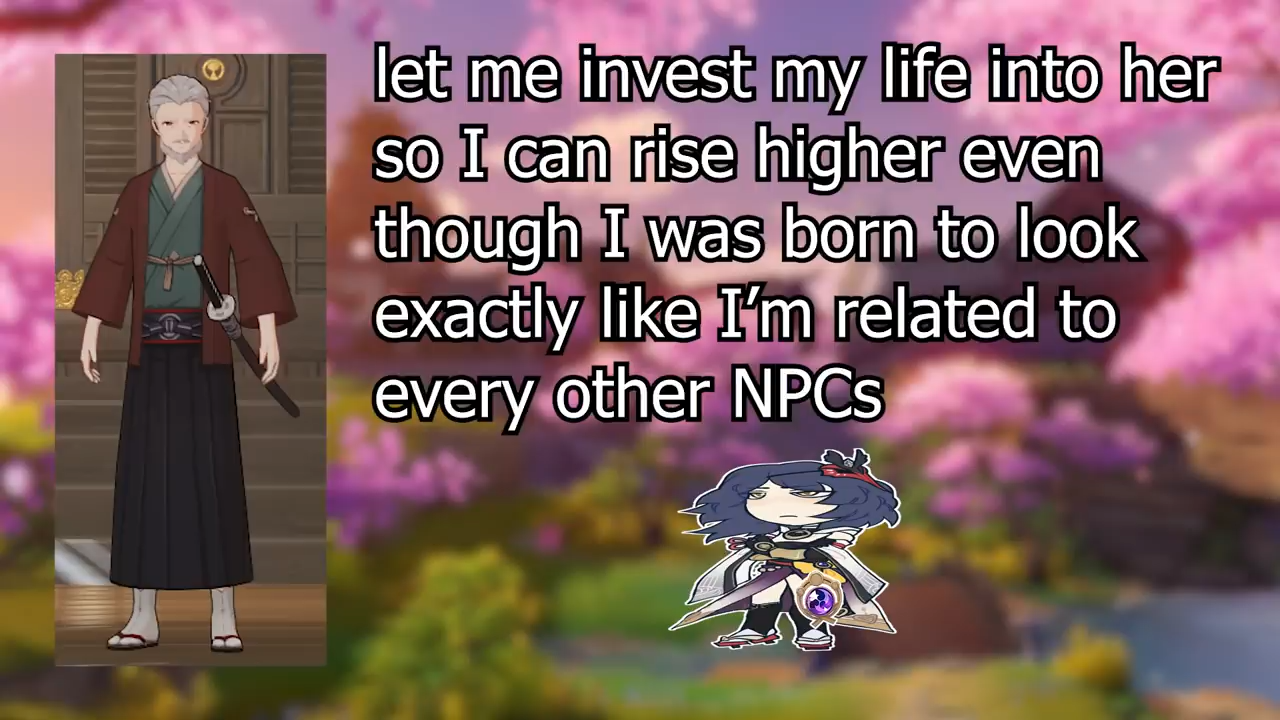 let me invest my life into her
so I can rise higher even
though I was born to look
exactly like I’m related to
every other NPCs